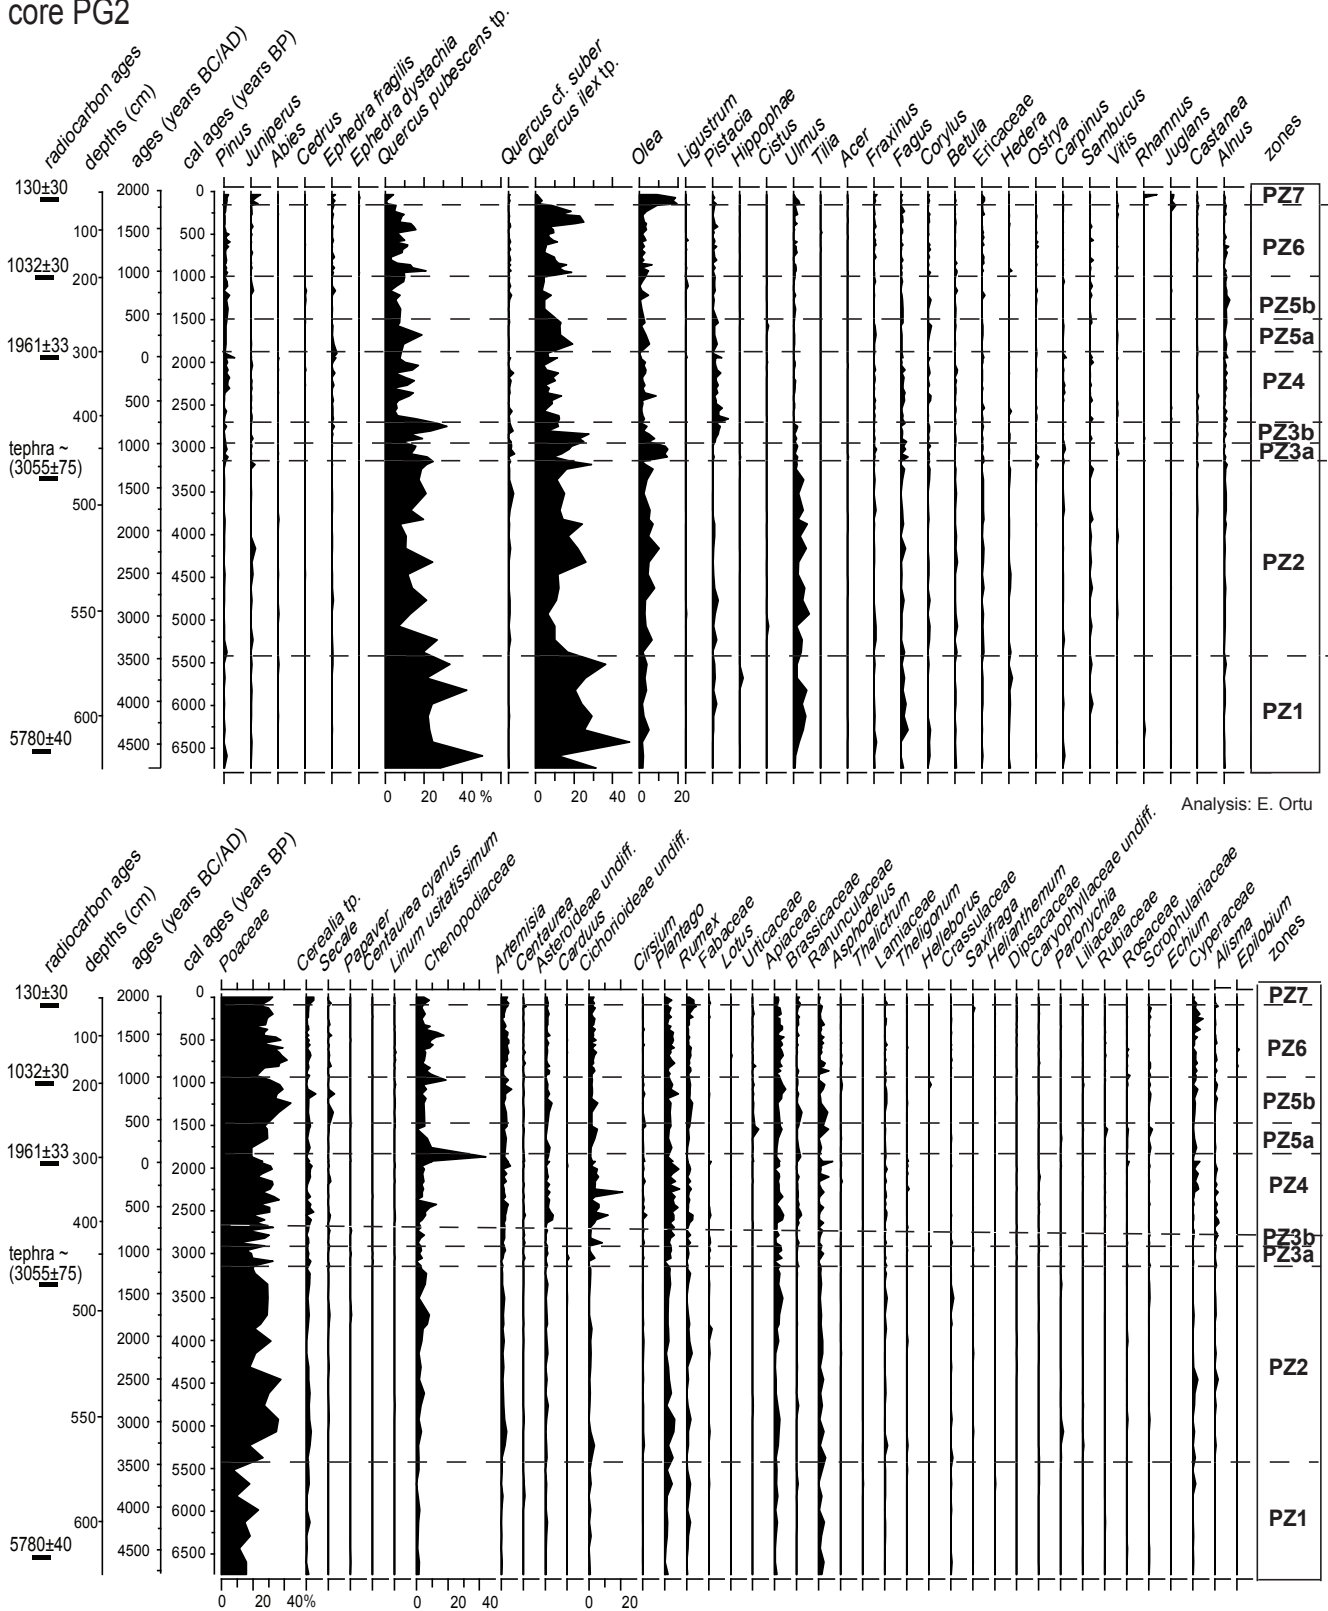 core PG2
radiocarbon ages
depths (cm)
ages (years BC/AD)
cal ages (years BP)
Pinus
Juniperus
Abies
Cedrus
Ephedra fragilis
Ephedra dystachia
Quercus pubescens tp.
Quercus cf. suber
Quercus ilex tp.
Olea
Ligustrum
Pistacia
Hippophae
Cistus
Ulmus
Tilia
Acer
Fraxinus
Fagus
Corylus
Betula
Ericaceae
Hedera
Ostrya
Carpinus
Sambucus
Vitis
Rhamnus
Juglans
Castanea
Alnus
zones
130±30
1032±30
1961±33
tephra ~
(3055±75)
5780±40
100
200
300
400
500
550
600
2000
1500
1000
500
0
500
1000
1500
2000
2500
3000
3500
4000
4500
0
500
1000
1500
2000
2500
3000
3500
4000
4500
5000
5500
6000
6500
PZ7
PZ6
PZ5b
PZ5a
PZ4
PZ3b
PZ3a
PZ2
PZ1
0 20 40 % 0 20 40 0 20
Analysis: E. Ortu
radiocarbon ages
depths (cm)
ages (years BC/AD)
cal ages (years BP)
Poaceae
Cerealia tp.
Secale
Papaver
Centaurea cyanus
Linum usitatissimum
Chenopodiaceae
Artemisia
Centaurea
Asteroideae undiff.
Carduus
Cichorioideae undiff.
Cirsium
Plantago
Rumex
Fabaceae
Lotus
Urticaceae
Apiaceae
Brassicaceae
Ranunculaceae
Asphodelus
Thalictrum
Lamiaceae
Theligonum
Helleborus
Crassulaceae
Saxifraga
Helianthemum
Dipsacaceae
Caryophyllaceae undiff.
Paronychia
Liliaceae
Rubiaceae
Rosaceae
Scrophulariaceae
Echium
Cyperaceae
Alisma
Epilobium
zones
130±30
1032±30
1961±33
tephra ~
(3055±75)
5780±40
100
200
300
400
500
550
600
2000
1500
1000
500
0
500
1000
1500
2000
2500
3000
3500
4000
4500
0
500
1000
1500
2000
2500
3000
3500
4000
4500
5000
5500
6000
6500
PZ7
PZ6
PZ5b
PZ5a
PZ4
PZ3b
PZ3a
PZ2
PZ1
0 20 40% 0 20 40 0 20